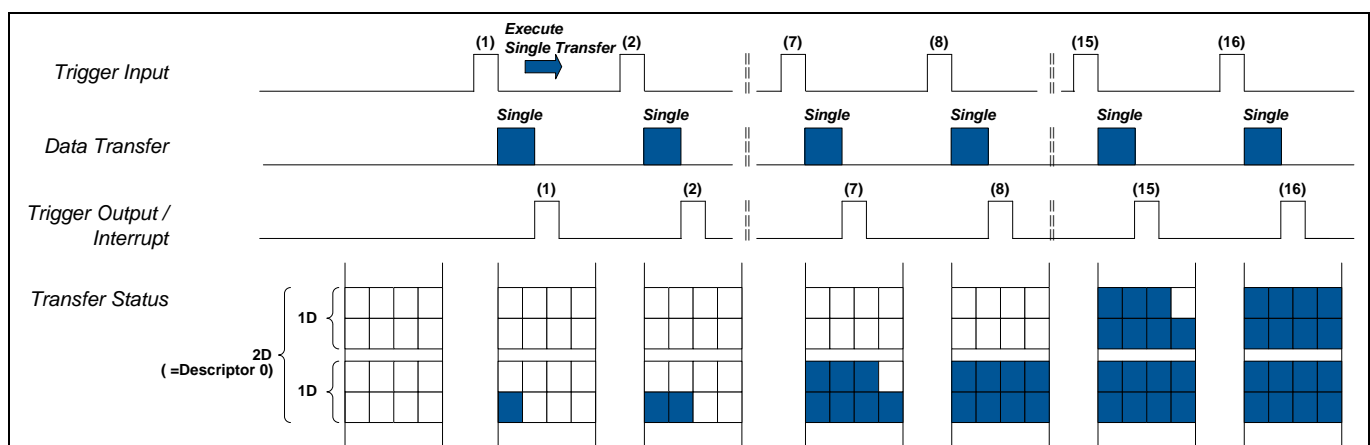 Execute
Single Transfer
(1) (2) (7) (8) (15) (16)
Trigger Input
Single Single Single Single Single Single
Data Transfer
(1) (2) (7) (8) (15) (16)
Trigger Output /
Interrupt
Transfer Status
1D
2D
( =Descriptor 0)
1D